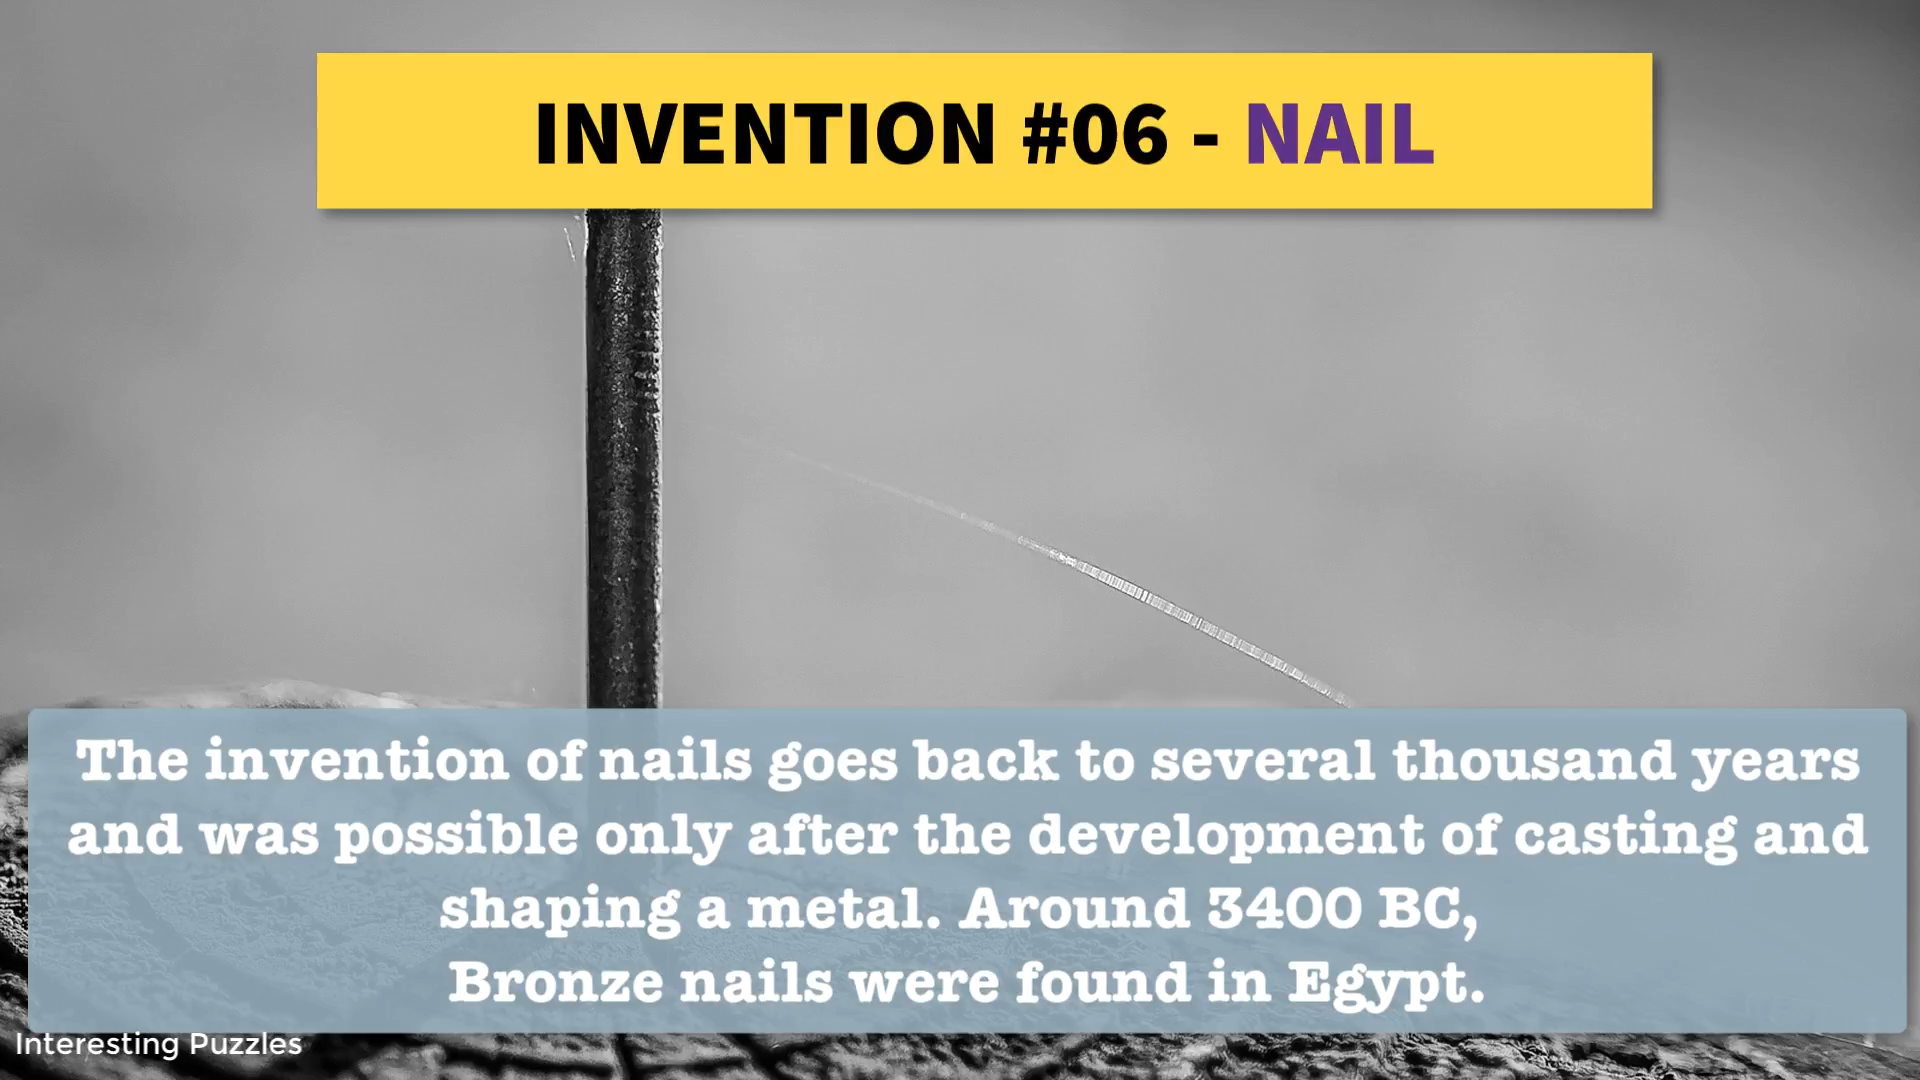 INVENTION #06 - NAIL
The invention of nails goes back to several thousand years
and was possible only after the development of casting and
shaping a metal. Around 3400 BC,
Bronze nails were found in Egypt.
Interesting Puzzles